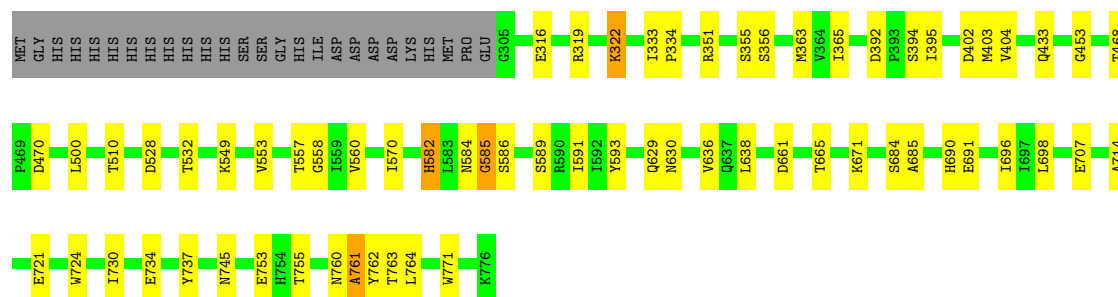 MET GLY HIS HIS HIS HIS HIS HIS HIS HIS HIS HIS SER SER GLY HIS ILE ASP ASP ASP ASP LYS HIS MET PRO GLU G305 E316 R319 K322 I333 P334 R351 S355 S356 M363 V364 I365 D392 P393 S394 I395 D402 M403 V404 Q433 G453 T468
P469 D470 L500 T510 D528 T532 K549 V553 T557 G558 I559 V560 I570 H582 L583 N584 G585 S586 S589 R590 I591 I592 Y593 Q629 N630 V636 Q637 L638 D661 T665 K671 S684 A685 H690 E691 I696 I697 L698 E707 A714
E721 W724 I730 E734 Y737 N745 E753 H754 T755 N760 A761 Y762 T763 L764 W771 K776